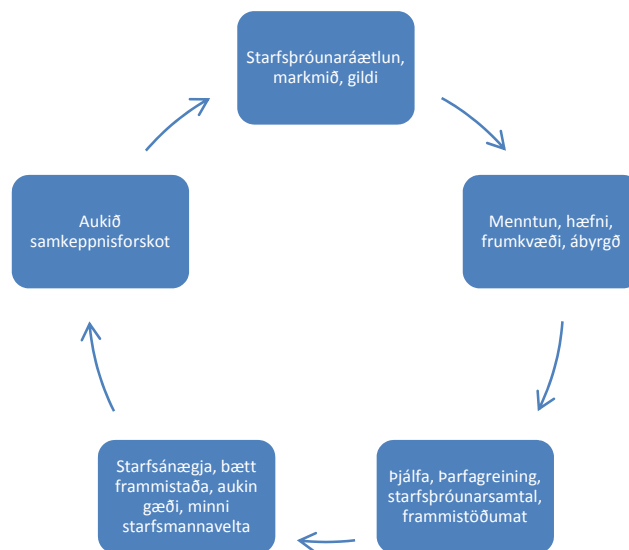 Starfsþróunaráætlun,
markmið, gildi
Menntun, hæfni,
frumkvæði, ábyrgð
Þjálfa, Þarfagreining,
starfsþróunarsamtal,
frammistöðumat
Starfsánægja, bætt
frammistaða, aukin
gæði, minni
starfsmannavelta
Aukið
samkeppnisforskot